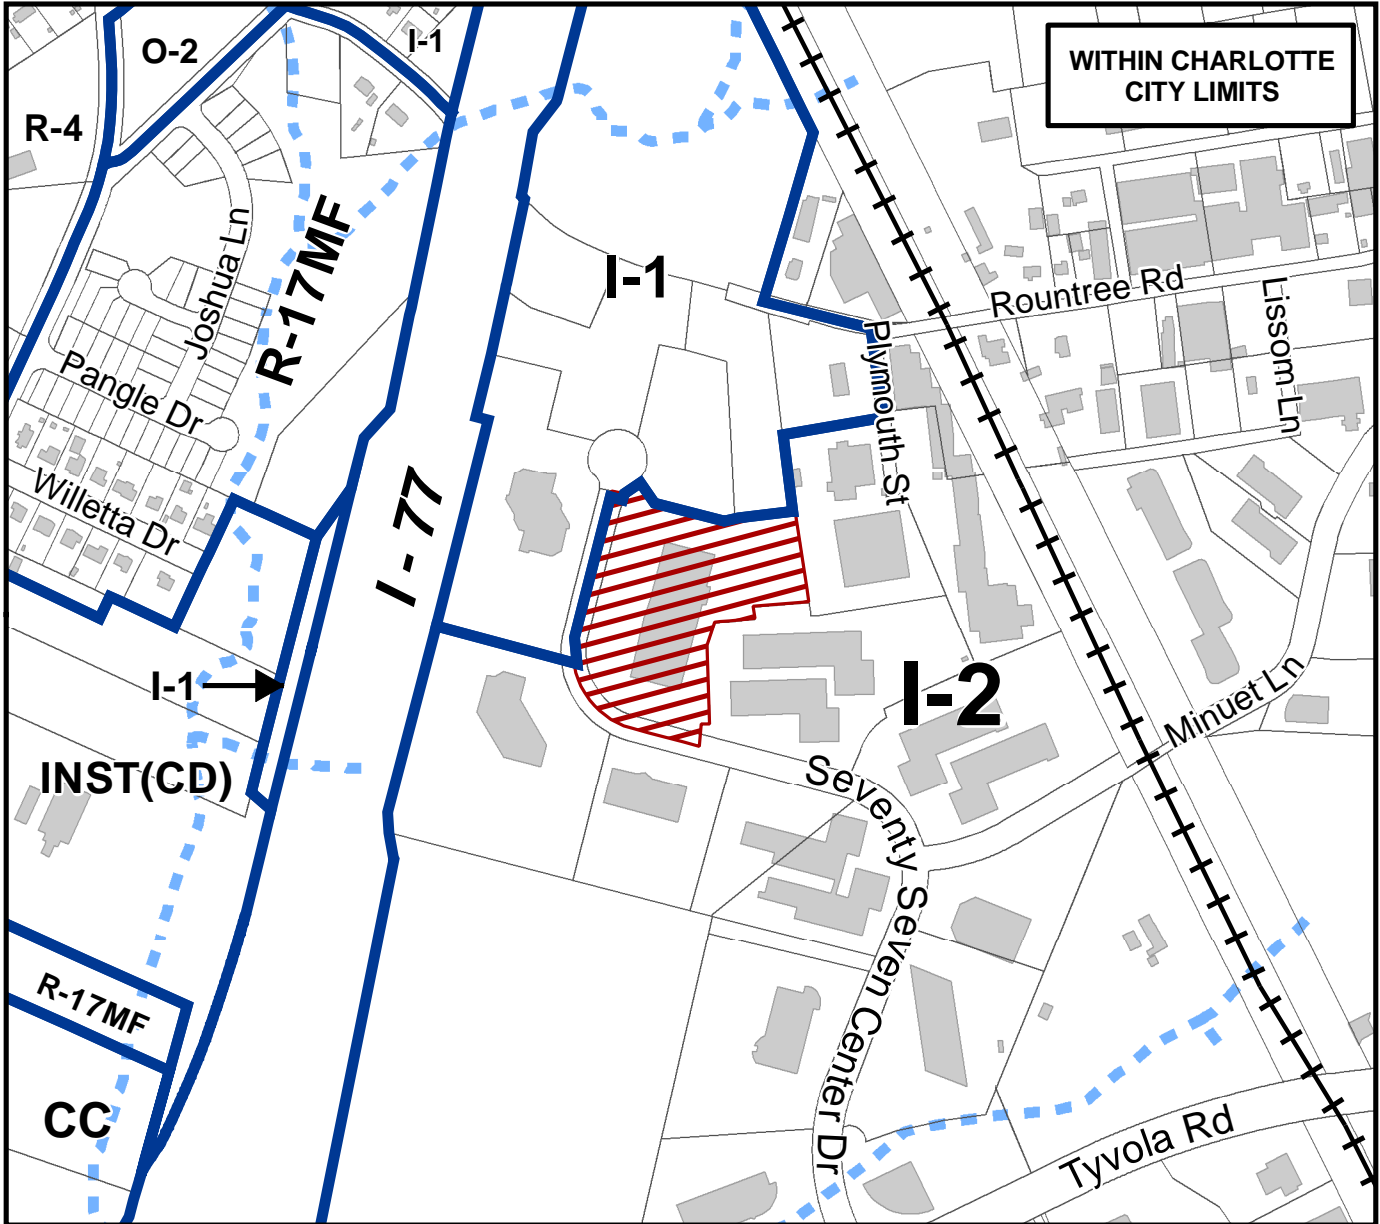 O-2
I-1
WITHIN CHARLOTTE
CITY LIMITS
R-4
Joshua Ln
R-17MF
I-1
Rountree Rd
Lissom Ln
Plymouth St
Pangle Dr
Willetta Dr
I - 77
I-1
I-2
Minuet Ln
INST(CD)
Seventy Seven Center Dr
R-17MF
CC
Tyvola Rd